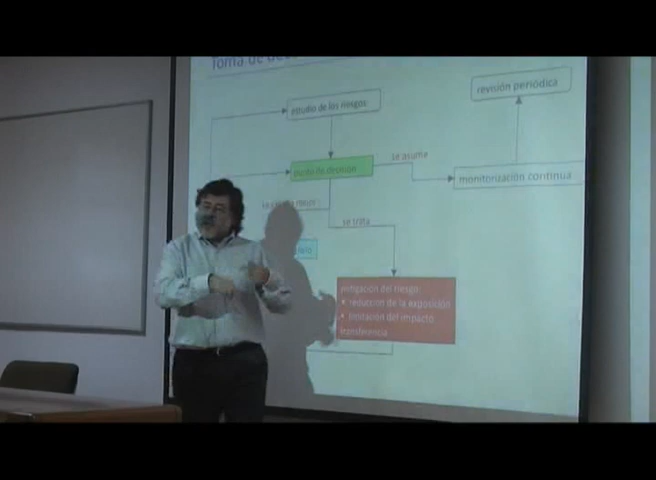 Toma de
revisión periódica
estudio de los riesgos
se asume
punto de decisión
monitorización continua
se trata
mitigación del riesgo:
• reducción de la exposición
• limitación del impacto
transferencia